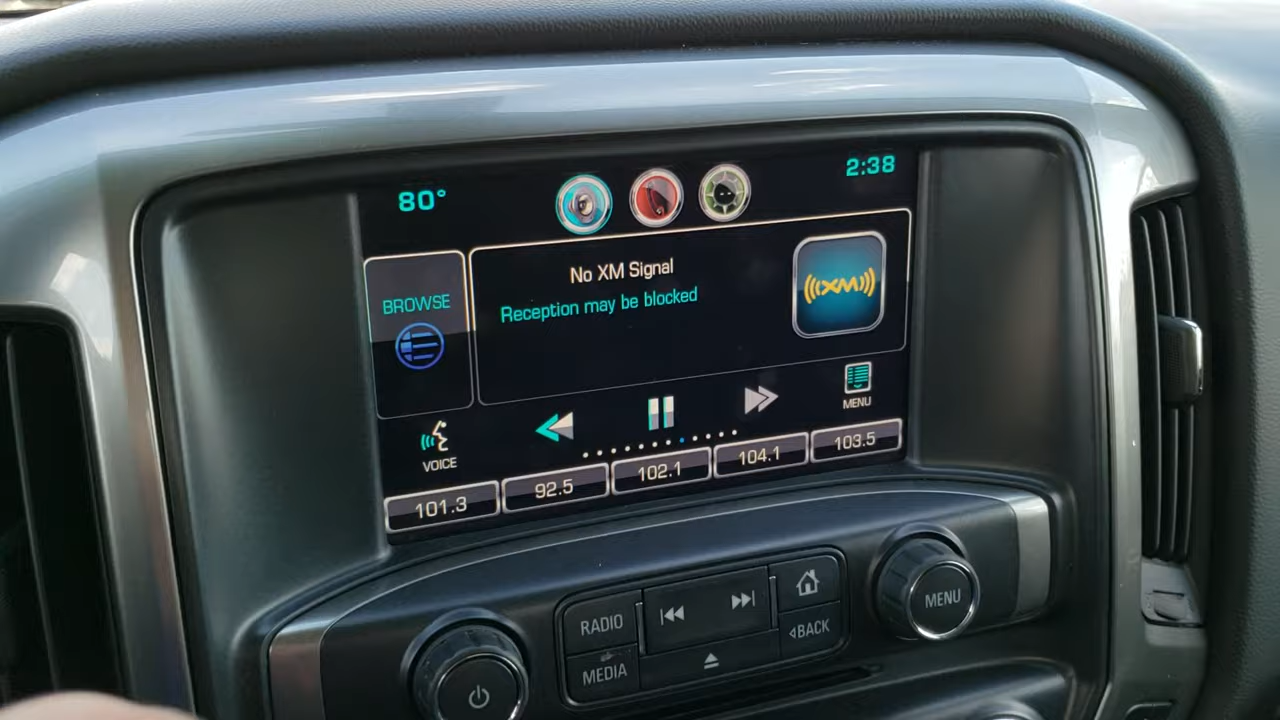 80°
2:38
No XM Signal
Reception may be blocked
((XM))
BROWSE
VOICE
MENU
101.3
92.5
102.1
104.1
103.5
RADIO
MEDIA
BACK
MENU